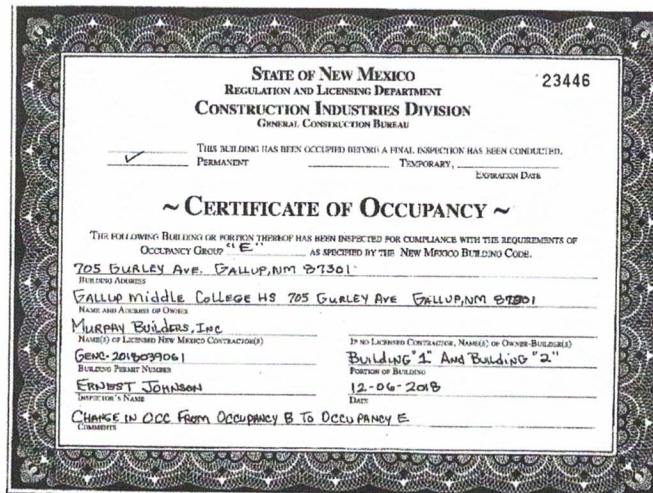 STATE OF NEW MEXICO
23446
REGULATION AND LICENSING DEPARTMENT
CONSTRUCTION INDUSTRIES DIVISION
GENERAL CONSTRUCTION BUREAU
THIS BUILDING HAS BEEN OCCUPIED BEFORE A FINAL INSPECTION HAS BEEN CONDUCTED.
✓ PERMANENT TEMPORARY,
EXPIRATION DATE
~ CERTIFICATE OF OCCUPANCY ~
THE FOLLOWING BUILDING OR PORTION THEREOF HAS BEEN INSPECTED FOR COMPLIANCE WITH THE REQUIREMENTS OF
OCCUPANCY GROUP "E" AS SPECIFIED BY THE NEW MEXICO BUILDING CODE.
705 GURLEY AVE. GALLUP, NM 87301
BUILDING ADDRESS
GALLUP MIDDLE COLLEGE HS 705 GURLEY AVE GALLUP, NM 87301
NAME AND ADDRESS OF OWNER
MURPAY BUILDERS, INC
NAME(S) OF LICENSED NEW MEXICO CONTRACTOR(S) IF NO LICENSED CONTRACTOR, NAME(S) OF OWNER-BUILDER(S)
GENC-2018039061 BUILDING "1" AND BUILDING "2"
BUILDING PERMIT NUMBER PORTION OF BUILDING
ERNEST JOHNSON 12-06-2018
INSPECTOR'S NAME DATE
CHANGE IN OCC FROM OCCUPANCY B TO OCCUPANCY E
COMMENTS